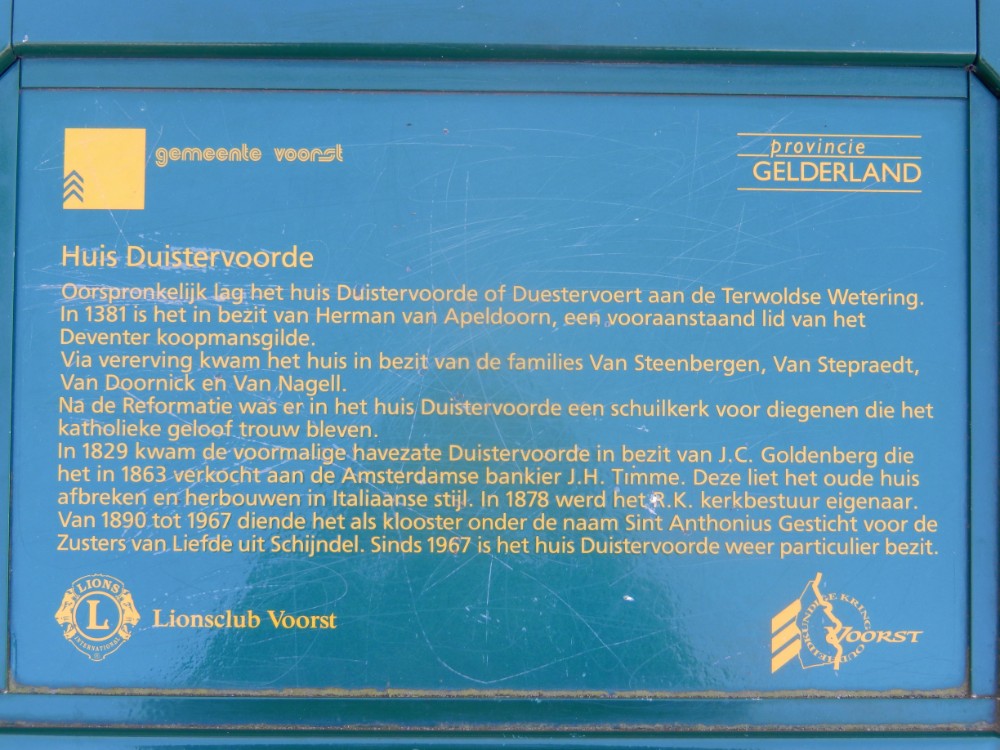 gemeente voorst
provincie
GELDERLAND
Huis Duistervoorde
Oorspronkelijk lag het huis Duistervoorde of Duestervoert aan de Terwoldse Wetering.
In 1381 is het in bezit van Herman van Apeldoorn, een vooraanstaand lid van het
Deventer koopmansgilde.
Via vererving kwam het huis in bezit van de families Van Steenbergen, Van Stepraedt,
Van Doornick en Van Nagell.
Na de Reformatie was er in het huis Duistervoorde een schuilkerk voor diegenen die het
katholieke geloof trouw bleven.
In 1829 kwam de voormalige havezate Duistervoorde in bezit van J.C. Goldenberg die
het in 1863 verkocht aan de Amsterdamse bankier J.H. Timme. Deze liet het oude huis
afbreken en herbouwen in Italiaanse stijl. In 1878 werd het R.K. kerkbestuur eigenaar.
Van 1890 tot 1967 diende het als klooster onder de naam Sint Anthonius Gesticht voor de
Zusters van Liefde uit Schijndel. Sinds 1967 is het huis Duistervoorde weer particulier bezit.
LIONS
L
INTERNATIONAL
Lionsclub Voorst
OUDHEIDKUNDIGE KRING
VOORST